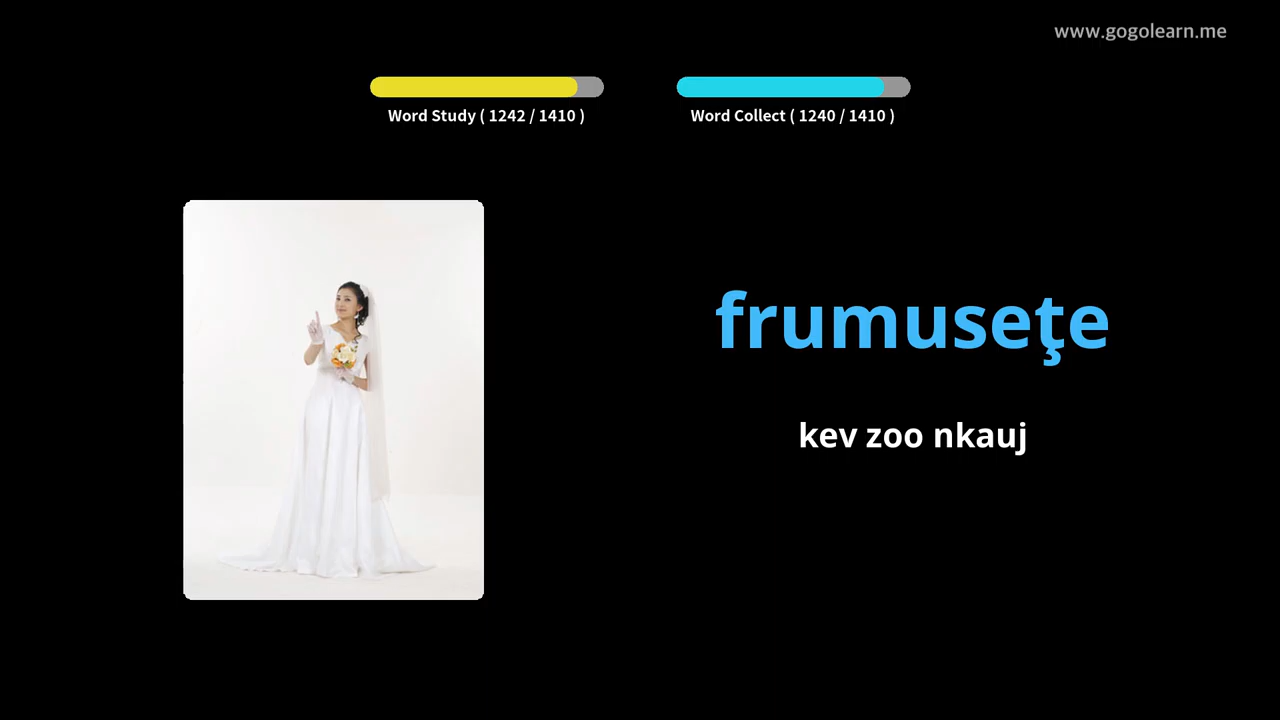 www.gogolearn.me
Word Study ( 1242 / 1410 )
Word Collect ( 1240 / 1410 )
frumuseţe
kev zoo nkauj